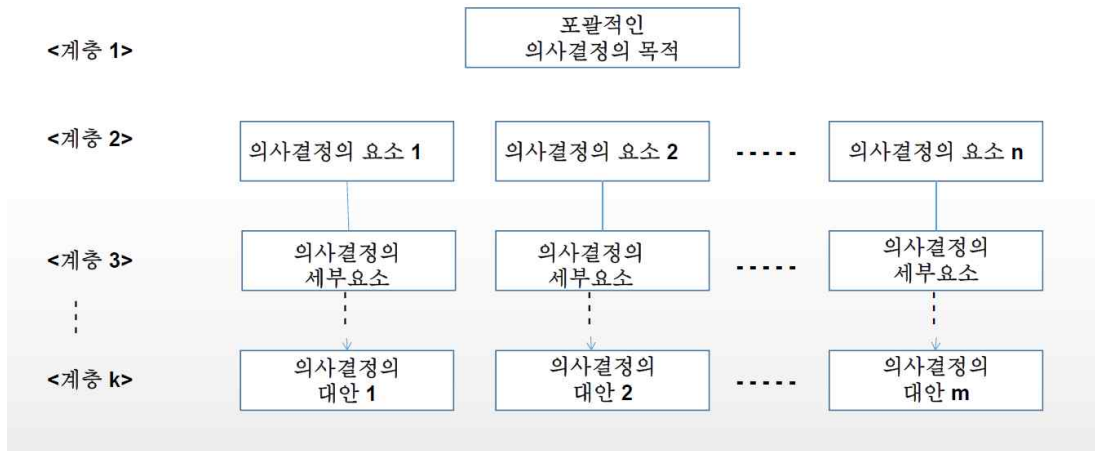 <계층 1>
포괄적인
의사결정의 목적
<계층 2>
의사결정의 요소 1
의사결정의 요소 2
-----
의사결정의 요소 n
<계층 3>
의사결정의
세부요소
의사결정의
세부요소
-----
의사결정의
세부요소
<계층 k>
의사결정의
대안 1
의사결정의
대안 2
-----
의사결정의
대안 m